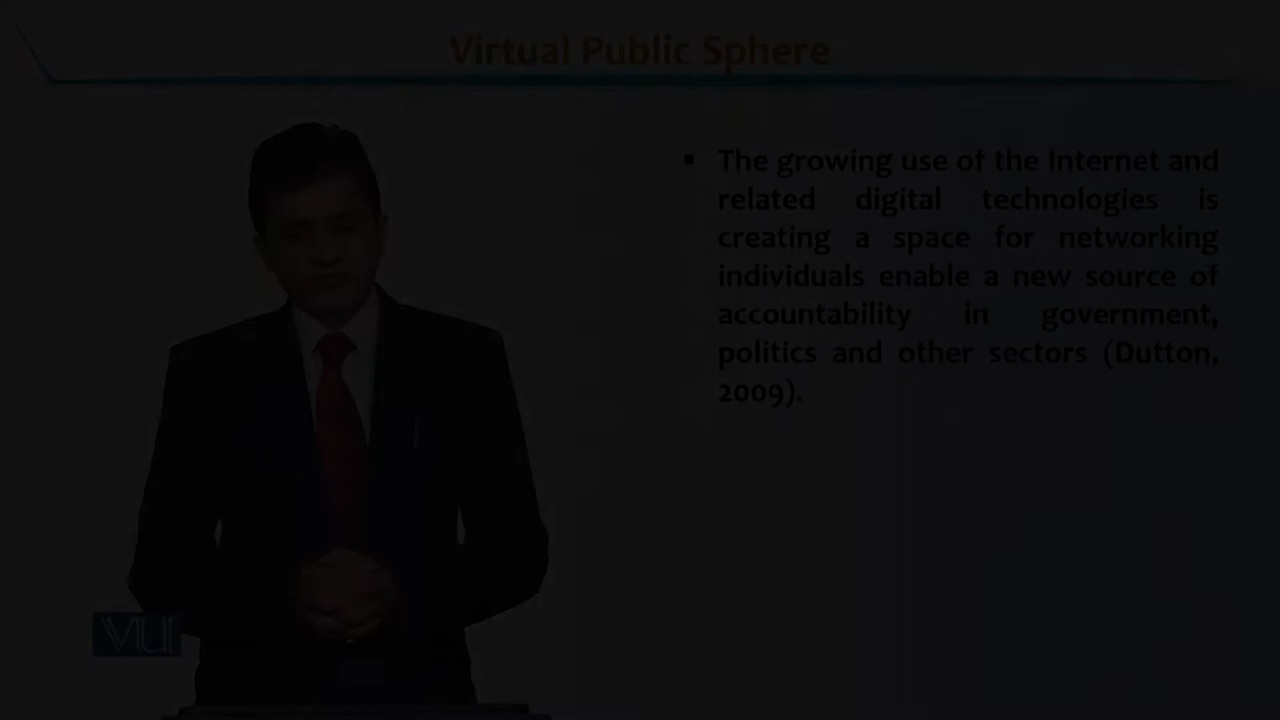 Virtual Public Sphere
▪ The growing use of the Internet and
related digital technologies is
creating a space for networking
individuals enable a new source of
accountability in government,
politics and other sectors (Dutton,
2009).
VU